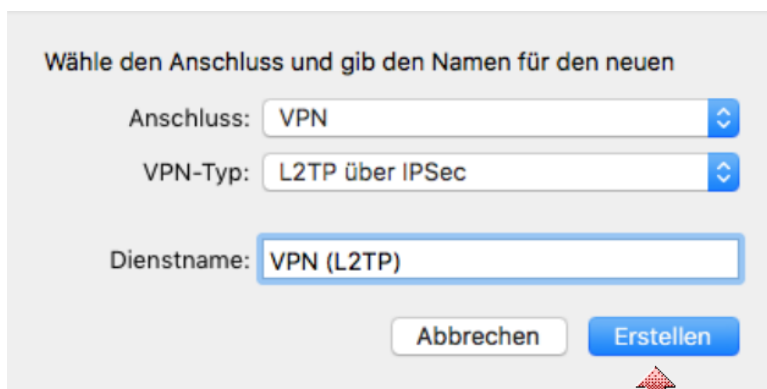 Wähle den Anschluss und gib den Namen für den neuen
Anschluss: VPN
VPN-Typ: L2TP über IPSec
Dienstname: VPN (L2TP)
Abbrechen Erstellen